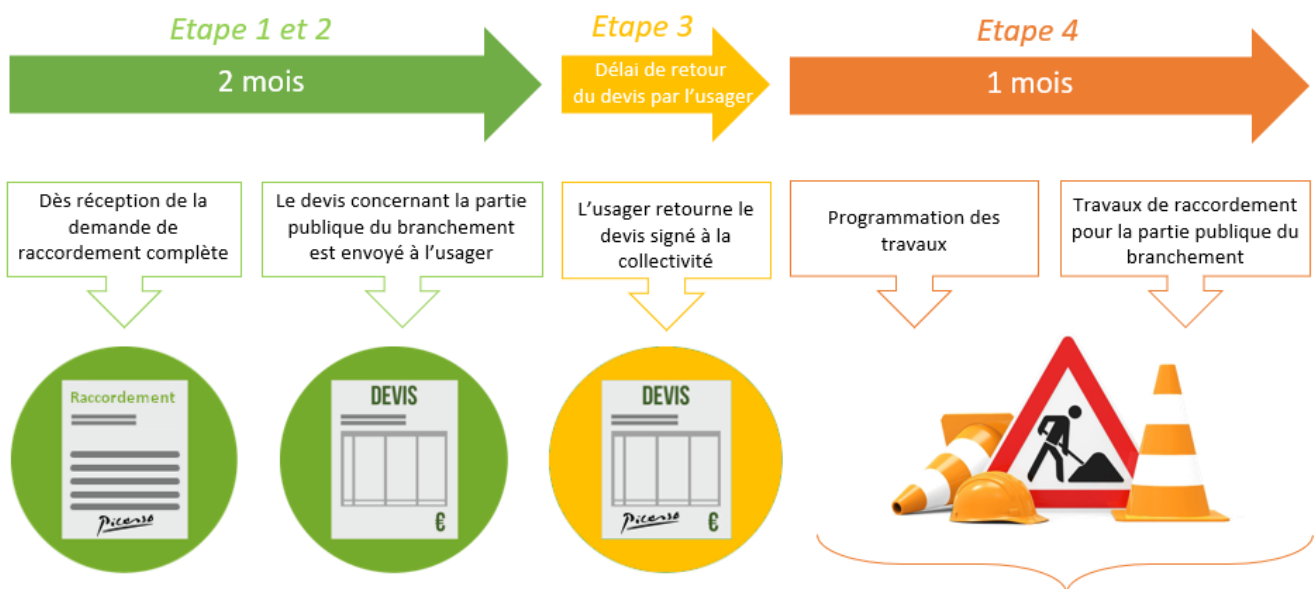 Etape 1 et 2
2 mois
Etape 3
Délai de retour
du devis par l'usager
Etape 4
1 mois
Dès réception de la
demande de
raccordement complète
Le devis concernant la partie
publique du branchement
est envoyé à l'usager
L'usager retourne le
devis signé à la
collectivité
Programmation des
travaux
Travaux de raccordement
pour la partie publique du
branchement
Raccordement
Picasso
DEVIS
€
DEVIS
Picasso
€